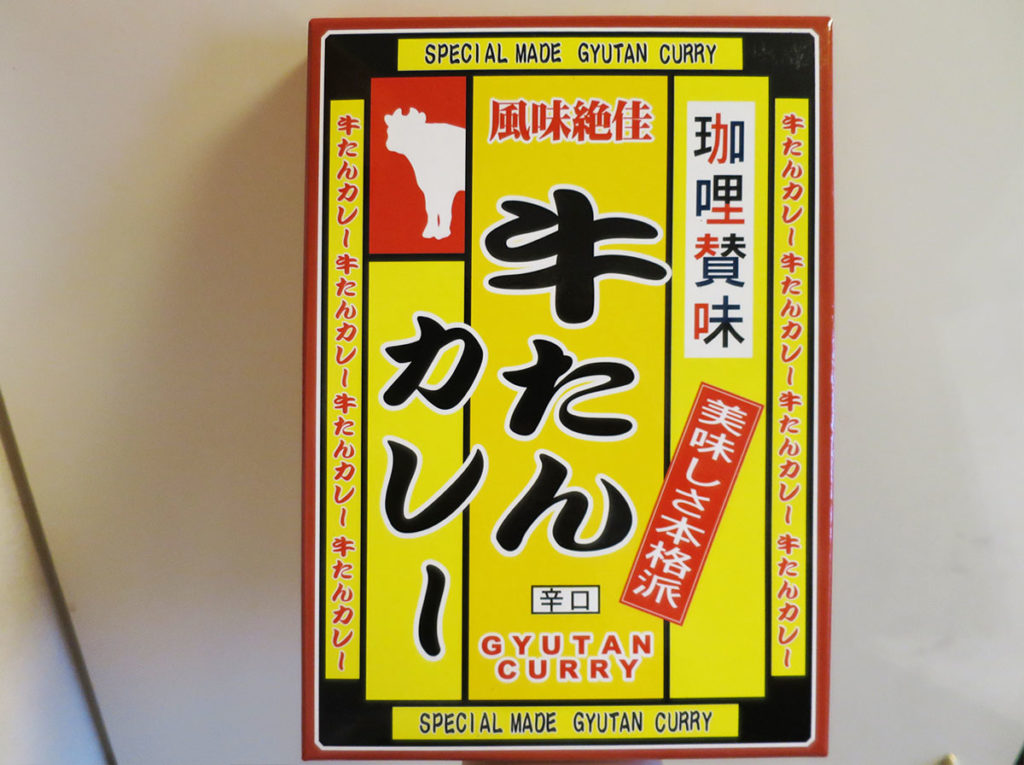 SPECIAL MADE GYUTAN CURRY
牛たんカレー牛たんカレー牛たんカレー牛たんカレー
珈哩賛味
美味しさ本格派
風味絶佳
牛たん
カレー
辛口
GYUTAN
CURRY
牛たんカレー牛たんカレー牛たんカレー牛たんカレー
SPECIAL MADE GYUTAN CURRY